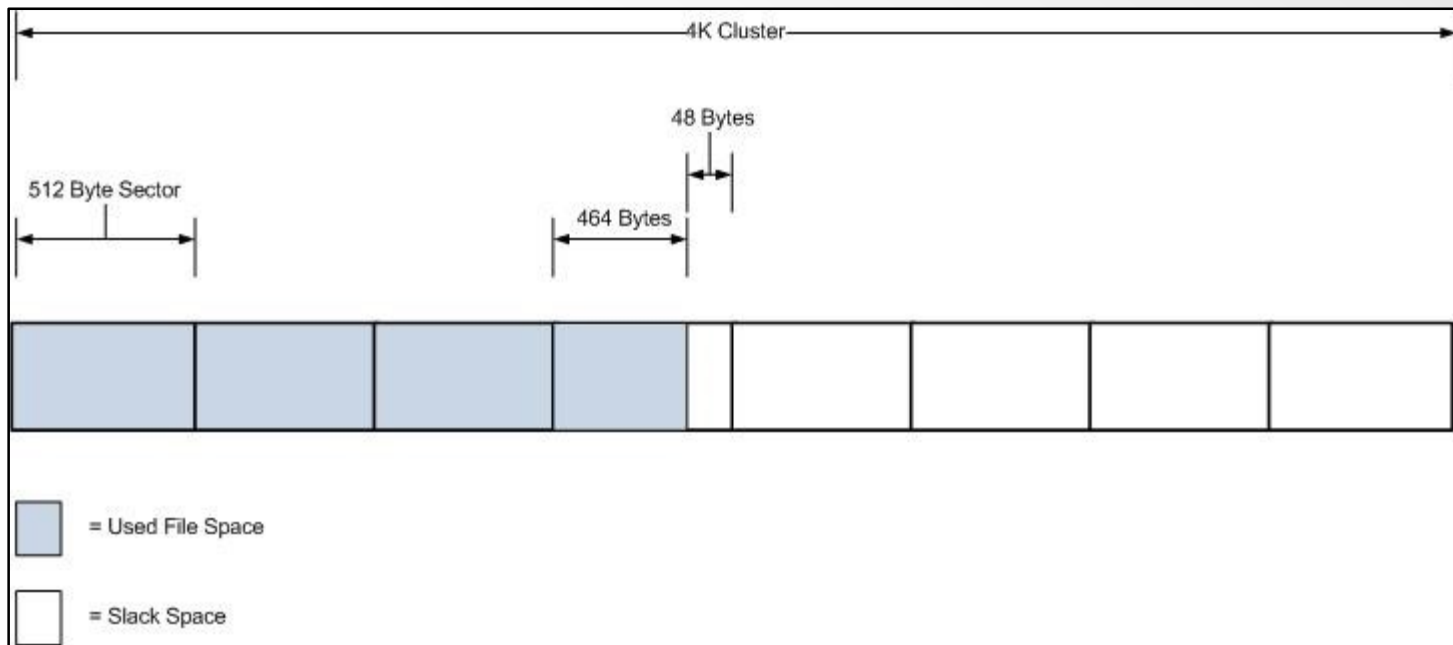 4K Cluster
48 Bytes
512 Byte Sector
464 Bytes
= Used File Space
= Slack Space